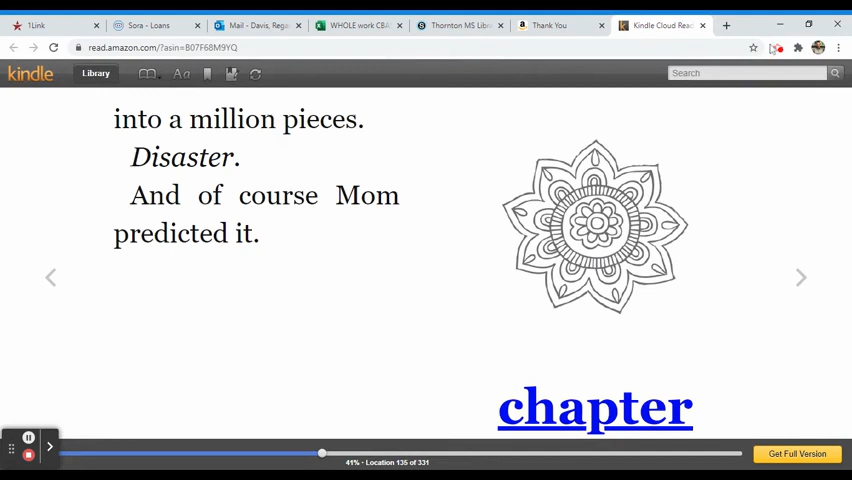 1Link
Sora - Loans
Mail - Davis, Rega
WHOLE work CBA
Thornton MS Libr
Thank You
Kindle Cloud Read
read.amazon.com/?asin=B07F68M9YQ
kindle
Library
Aa
Search
into a million pieces.
Disaster.
And of course Mom
predicted it.
chapter
41% • Location 135 of 331
Get Full Version